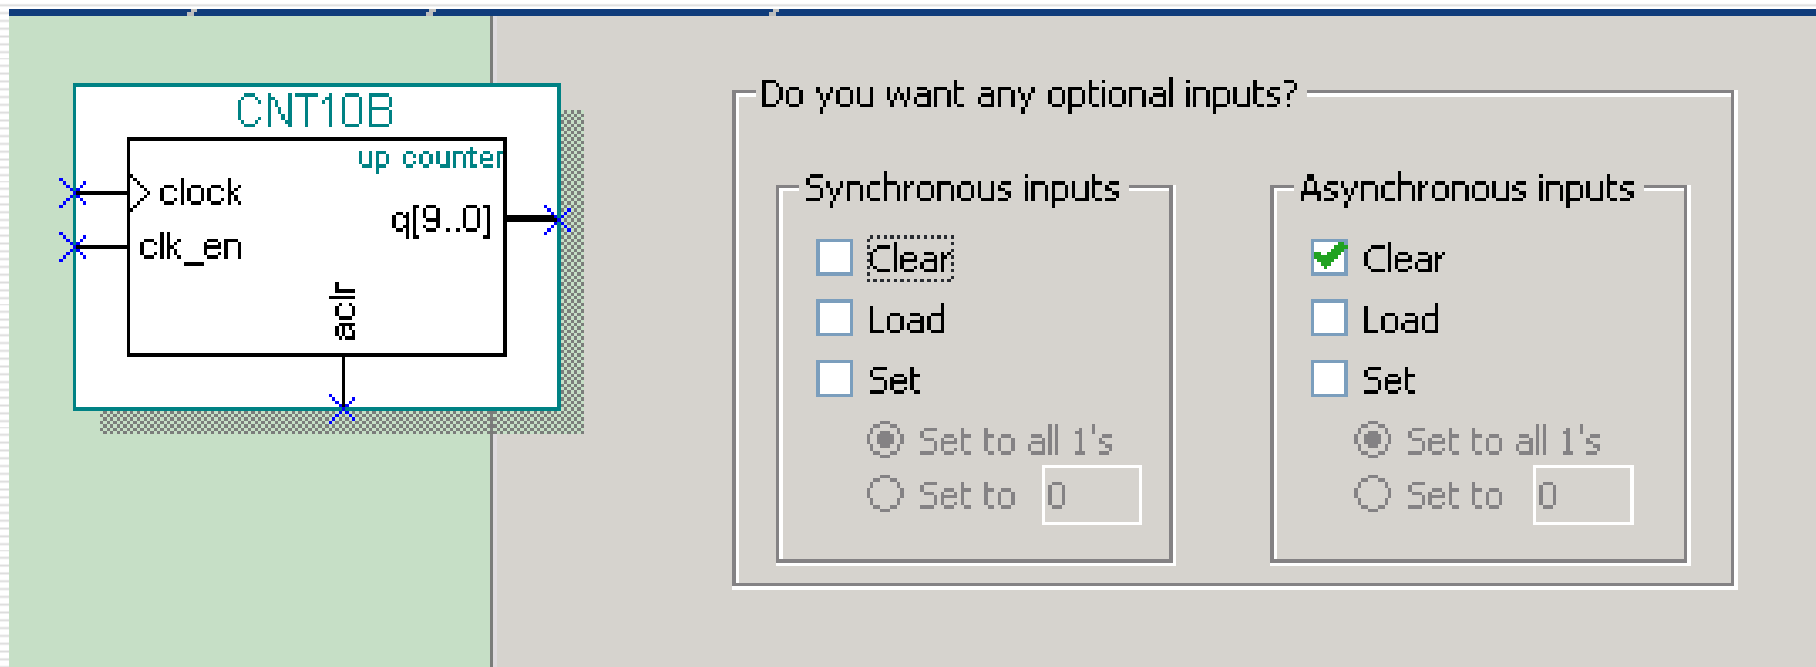 CNT10B
up counter
clock
q[9..0]
clk_en
aclr
Do you want any optional inputs?
Synchronous inputs
Clear
Load
Set
Set to all 1's
Set to 0
Asynchronous inputs
Clear
Load
Set
Set to all 1's
Set to 0